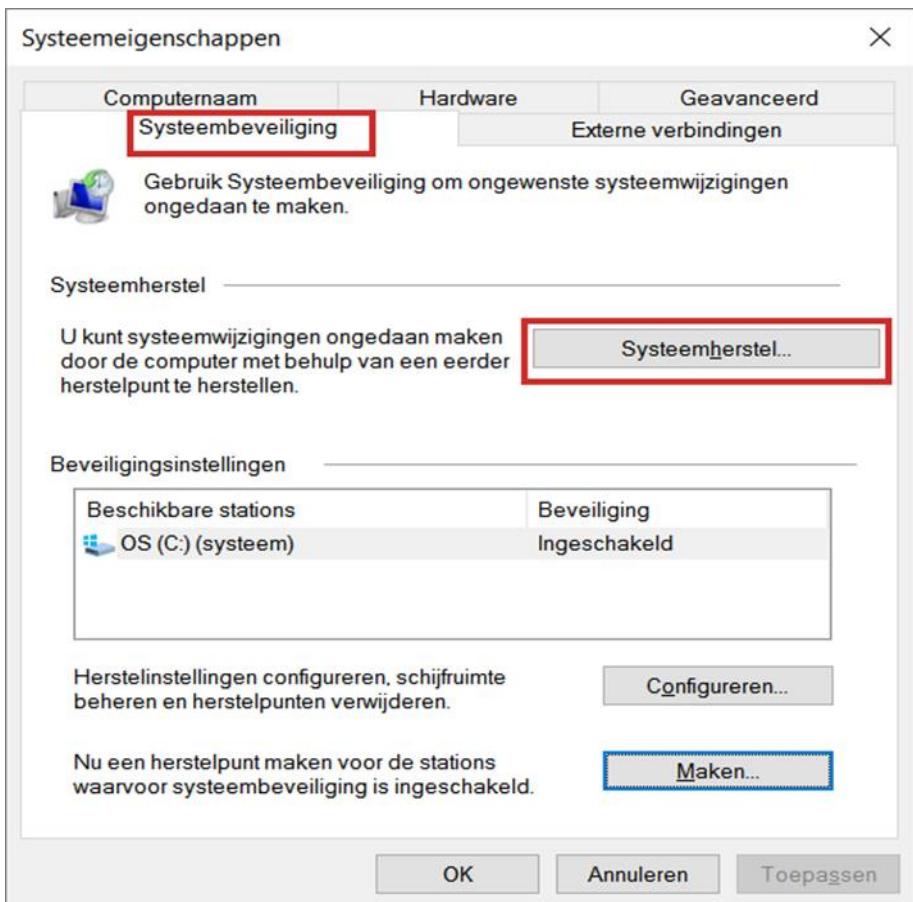 Systeemeigenschappen
Computernaam Hardware Geavanceerd
Systeembeveiliging Externe verbindingen
Gebruik Systeembeveiliging om ongewenste systeemwijzigingen
ongedaan te maken.
Systeemherstel
U kunt systeemwijzigingen ongedaan maken
door de computer met behulp van een eerder
herstelpunt te herstellen.
Systeemherstel...
Beveiligingsinstellingen
Beschikbare stations Beveiliging
OS (C:) (systeem) Ingeschakeld
Herstelinstellingen configureren, schijfruimte
beheren en herstelpunten verwijderen.
Configureren...
Nu een herstelpunt maken voor de stations
waarvoor systeembeveiliging is ingeschakeld.
Maken...
OK Annuleren Toepassen